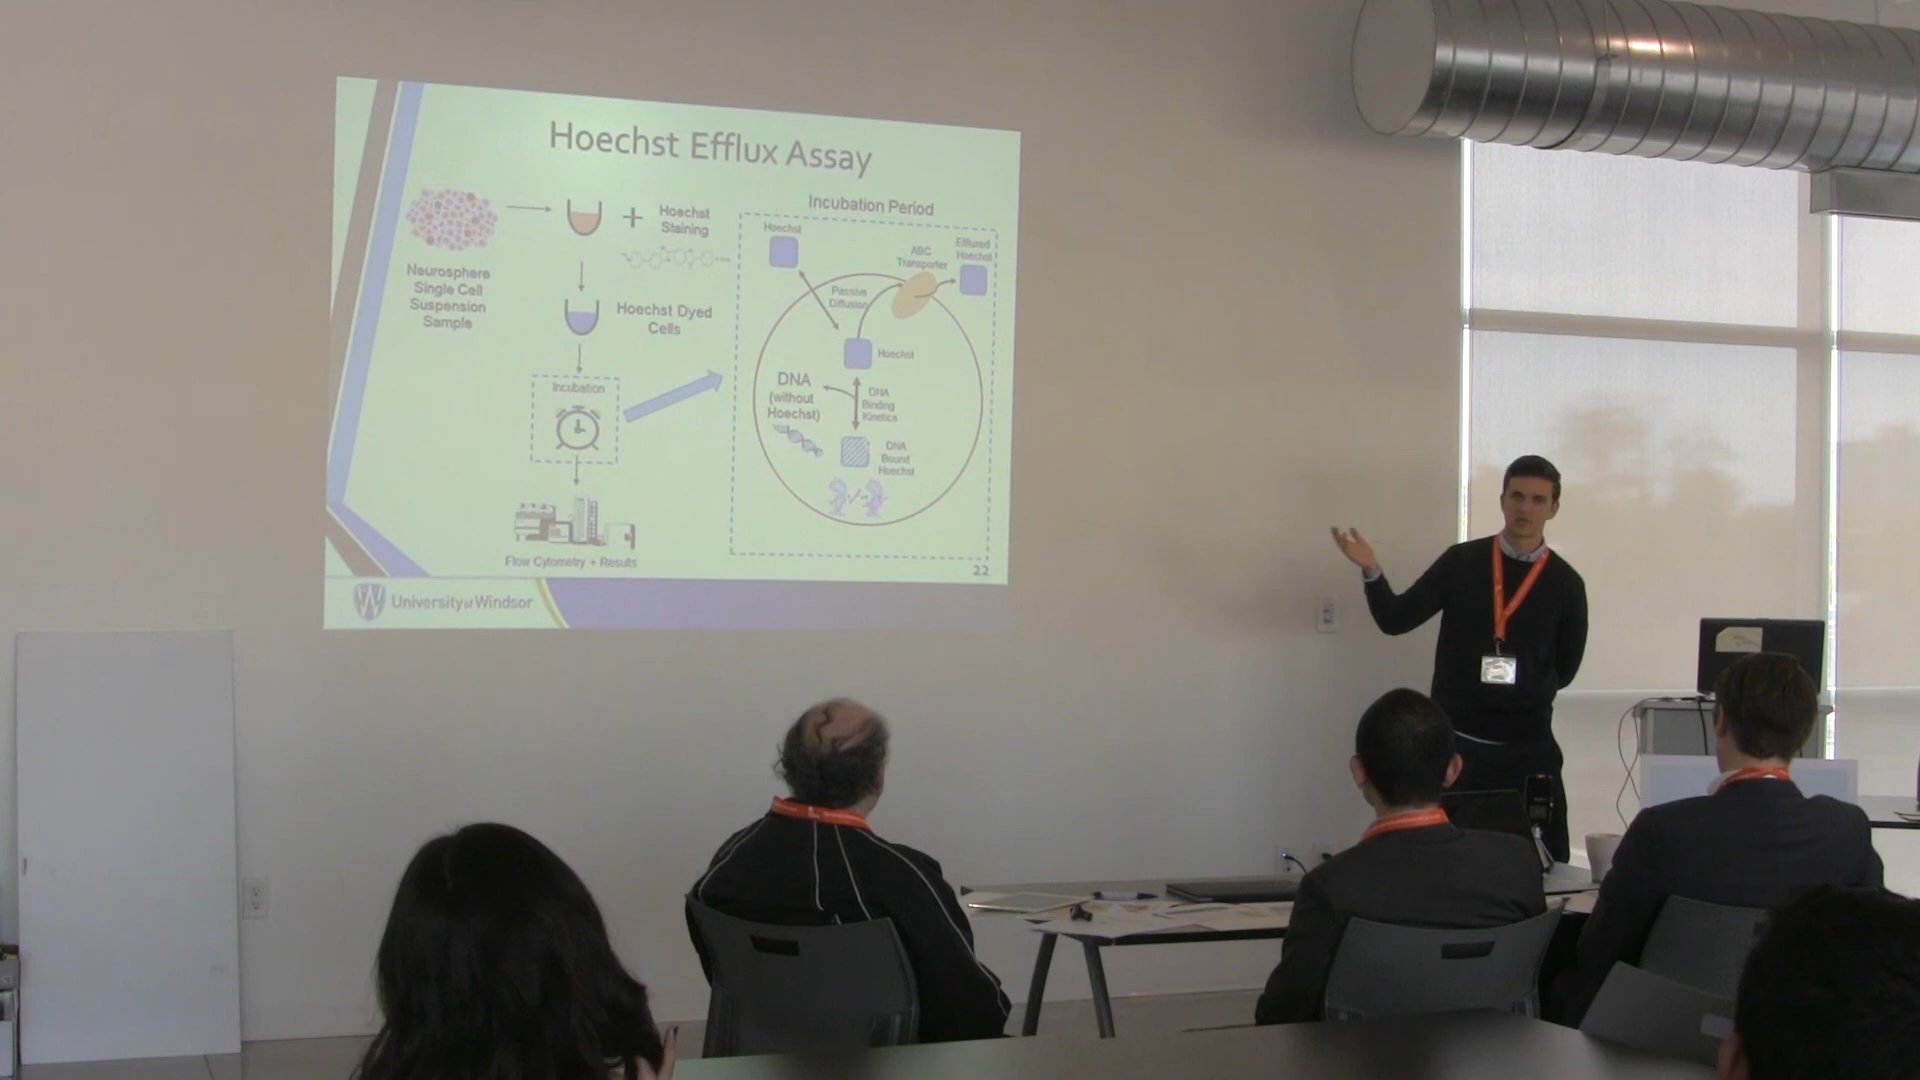 Hoechst Efflux Assay
Neurosphere
Single Cell
Suspension
Sample
+
Hoechst
Staining
Hoechst Dyed
Cells
Incubation
Flow Cytometry + Results
Incubation Period
Hoechst
ABC
Transporter
Effluxed
Hoechst
Passive
Diffusion
Hoechst
DNA
(without
Hoechst)
DNA
Binding
Kinetics
DNA
Bound
Hoechst
22
University of Windsor